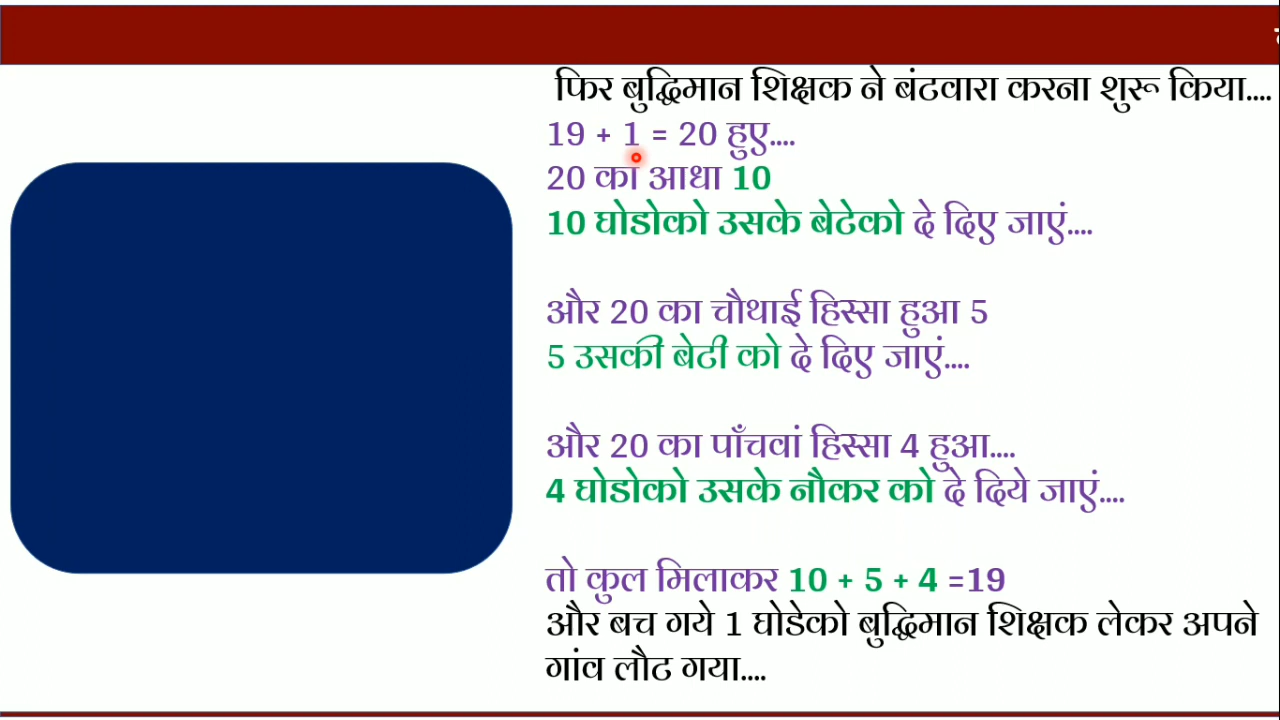 फिर बुद्धिमान शिक्षक ने बंटवारा करना शुरू किया....
19 + 1 = 20 हुए....
20 का आधा 10
10 घोडोको उसके बेटेको दे दिए जाएं....
और 20 का चौथाई हिस्सा हुआ 5
5 उसकी बेटी को दे दिए जाएं....
और 20 का पाँचवां हिस्सा 4 हुआ....
4 घोडोको उसके नौकर को दे दिये जाएं....
तो कुल मिलाकर 10 + 5 + 4 =19
और बच गये 1 घोडेको बुद्धिमान शिक्षक लेकर अपने
गांव लौट गया....